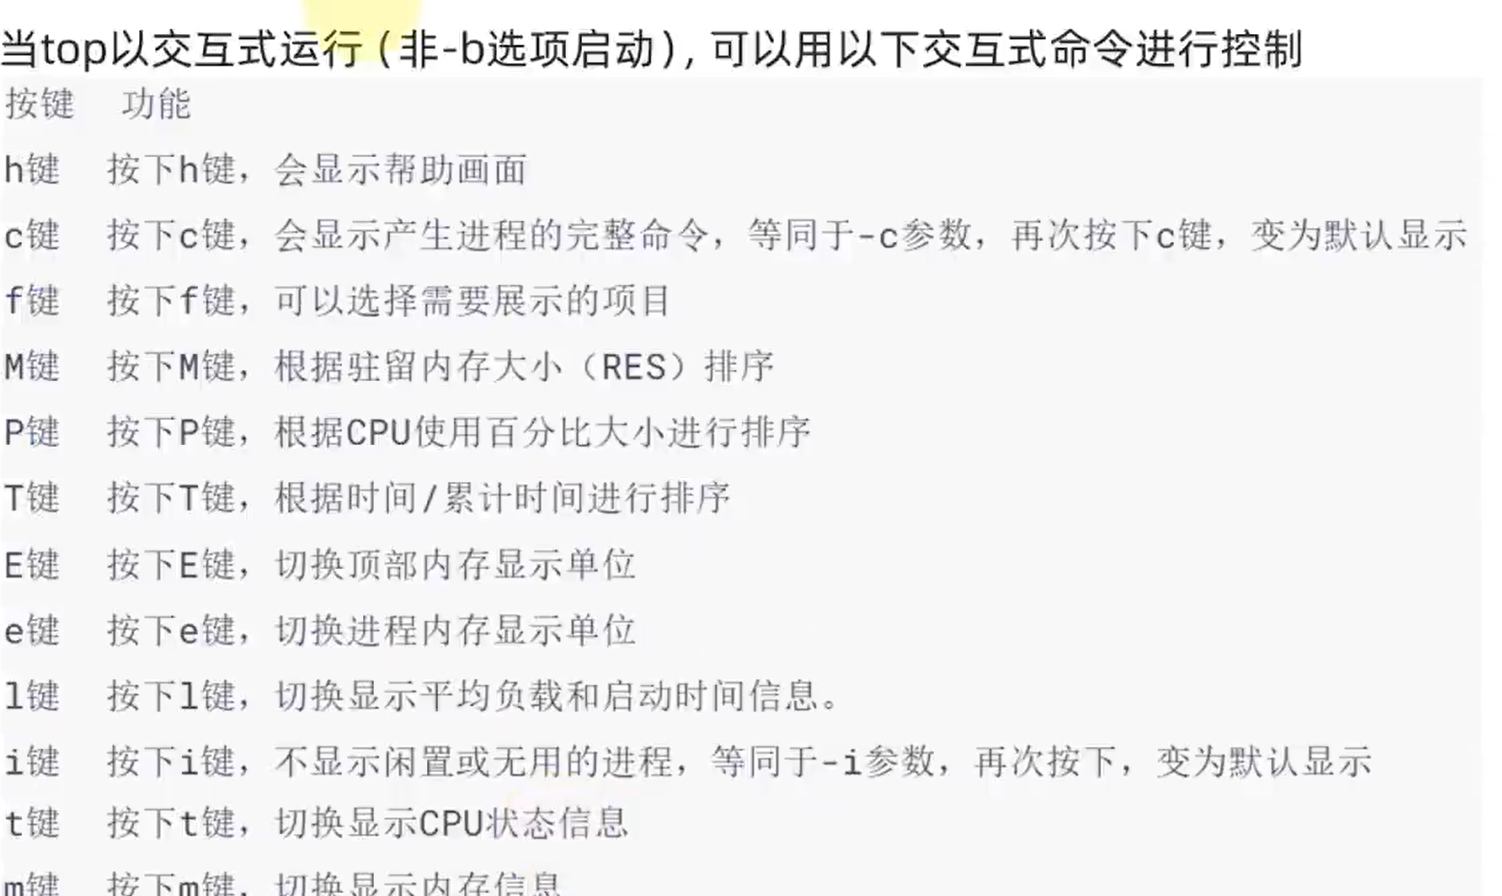 当top以交互式运行(非-b选项启动), 可以用以下交互式命令进行控制
按键 功能
h键 按下h键，会显示帮助画面
c键 按下c键，会显示产生进程的完整命令，等同于-c参数，再次按下c键，变为默认显示
f键 按下f键，可以选择需要展示的项目
M键 按下M键，根据驻留内存大小（RES）排序
P键 按下P键，根据CPU使用百分比大小进行排序
T键 按下T键，根据时间/累计时间进行排序
E键 按下E键，切换顶部内存显示单位
e键 按下e键，切换进程内存显示单位
l键 按下l键，切换显示平均负载和启动时间信息。
i键 按下i键，不显示闲置或无用的进程，等同于-i参数，再次按下，变为默认显示
t键 按下t键，切换显示CPU状态信息
m键 按下m键，切换显示内存信息